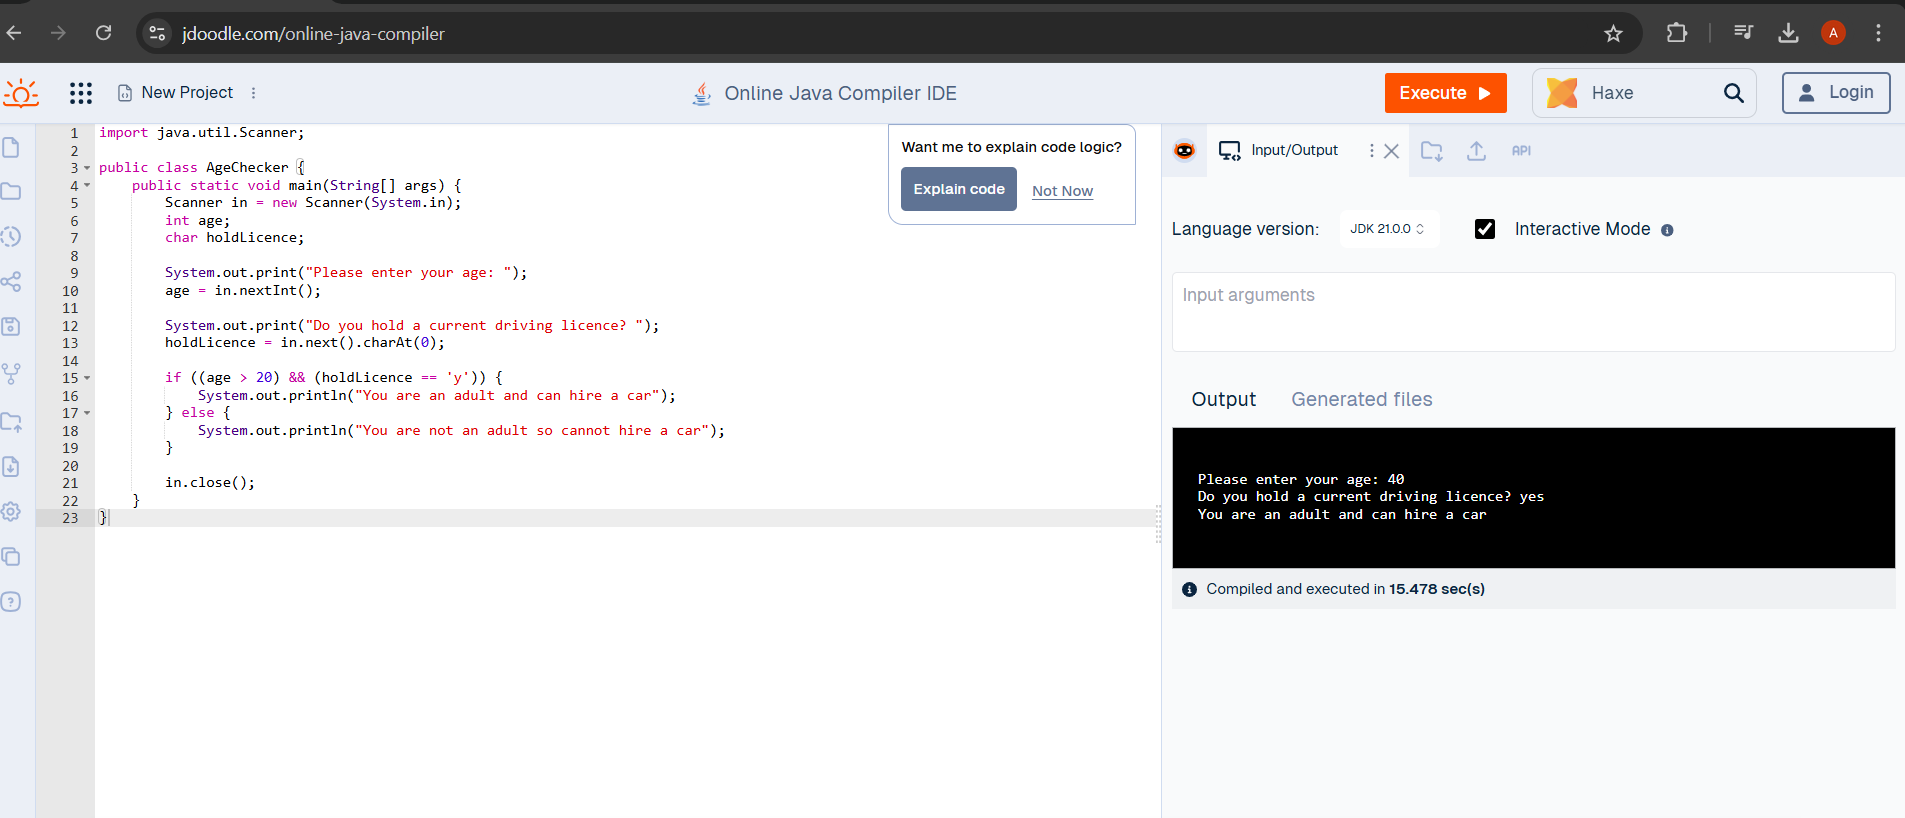 jdoodle.com/online-java-compiler
A
New Project
Online Java Compiler IDE
Execute
Haxe
Login
1 import java.util.Scanner;
2
3 public class AgeChecker {
4     public static void main(String[] args) {
5         Scanner in = new Scanner(System.in);
6         int age;
7         char holdLicence;
8
9         System.out.print("Please enter your age: ");
10         age = in.nextInt();
11
12         System.out.print("Do you hold a current driving licence? ");
13         holdLicence = in.next().charAt(0);
14
15         if ((age > 20) && (holdLicence == 'y')) {
16             System.out.println("You are an adult and can hire a car");
17         } else {
18             System.out.println("You are not an adult so cannot hire a car");
19         }
20
21         in.close();
22     }
23 }
Want me to explain code logic?
Explain code
Not Now
Input/Output
API
Language version:
JDK 21.0.0
Interactive Mode
Input arguments
Output
Generated files
Please enter your age: 40
Do you hold a current driving licence? yes
You are an adult and can hire a car
Compiled and executed in 15.478 sec(s)